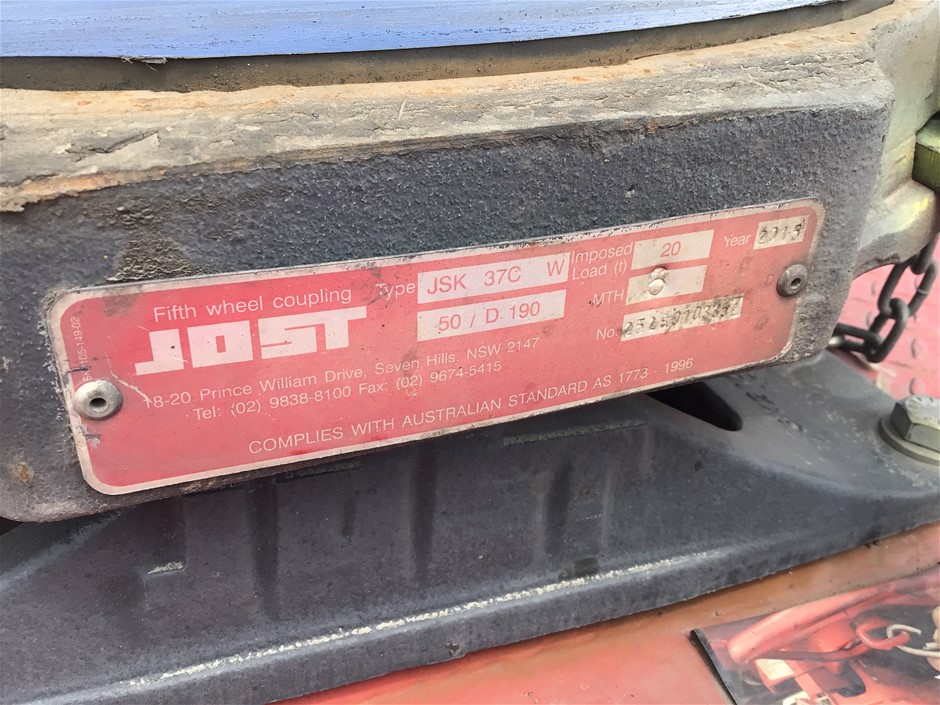 Fifth wheel coupling
JOST
Type JSK 37C W
50 / D 190
Imposed Load (t) 20
Year
MTH
No.
18-20 Prince William Drive, Seven Hills. NSW 2147
Tel: (02) 9838-8100 Fax: (02) 9674-5415
COMPLIES WITH AUSTRALIAN STANDARD AS 1773 - 1996